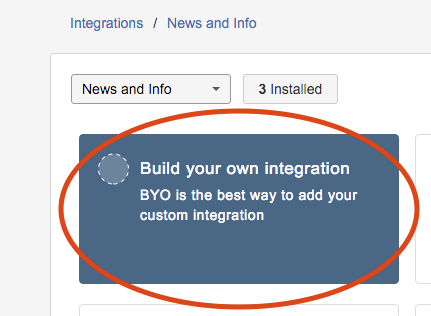 Integrations / News and Info
News and Info 3 Installed
Build your own integration
BYO is the best way to add your
custom integration